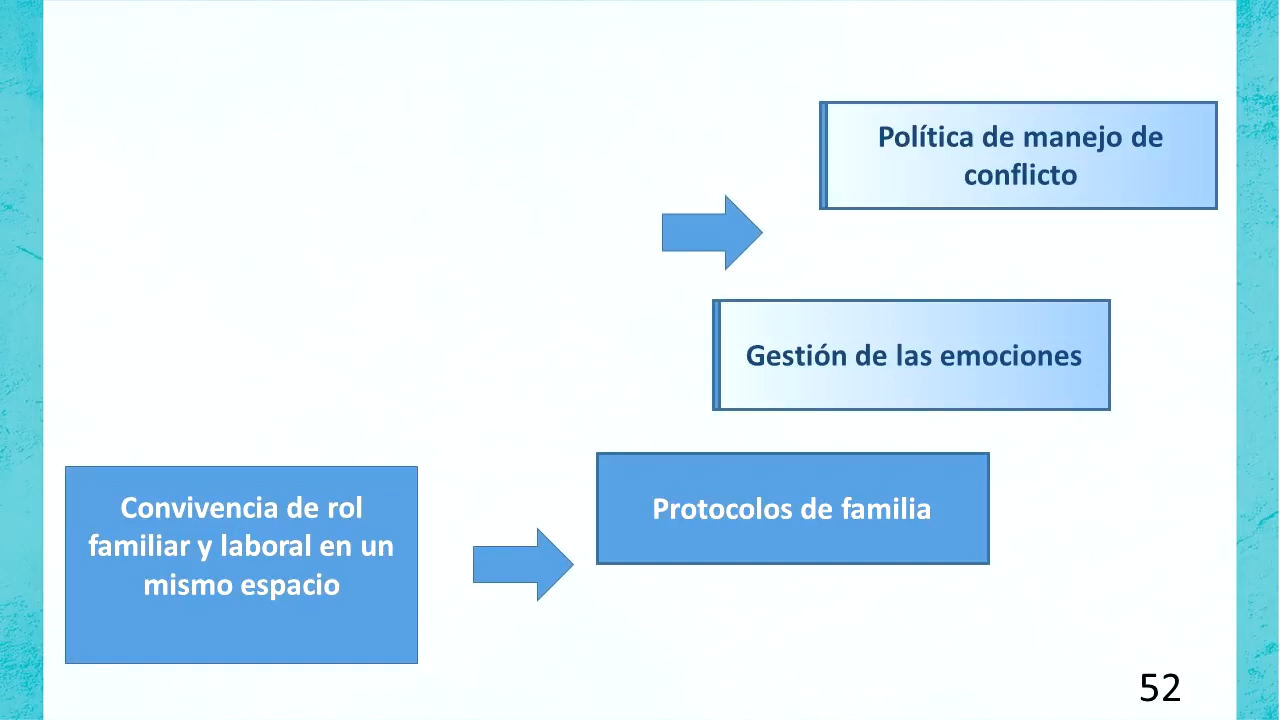 Política de manejo de
conflicto
Gestión de las emociones
Convivencia de rol
familiar y laboral en un
mismo espacio
Protocolos de familia
52